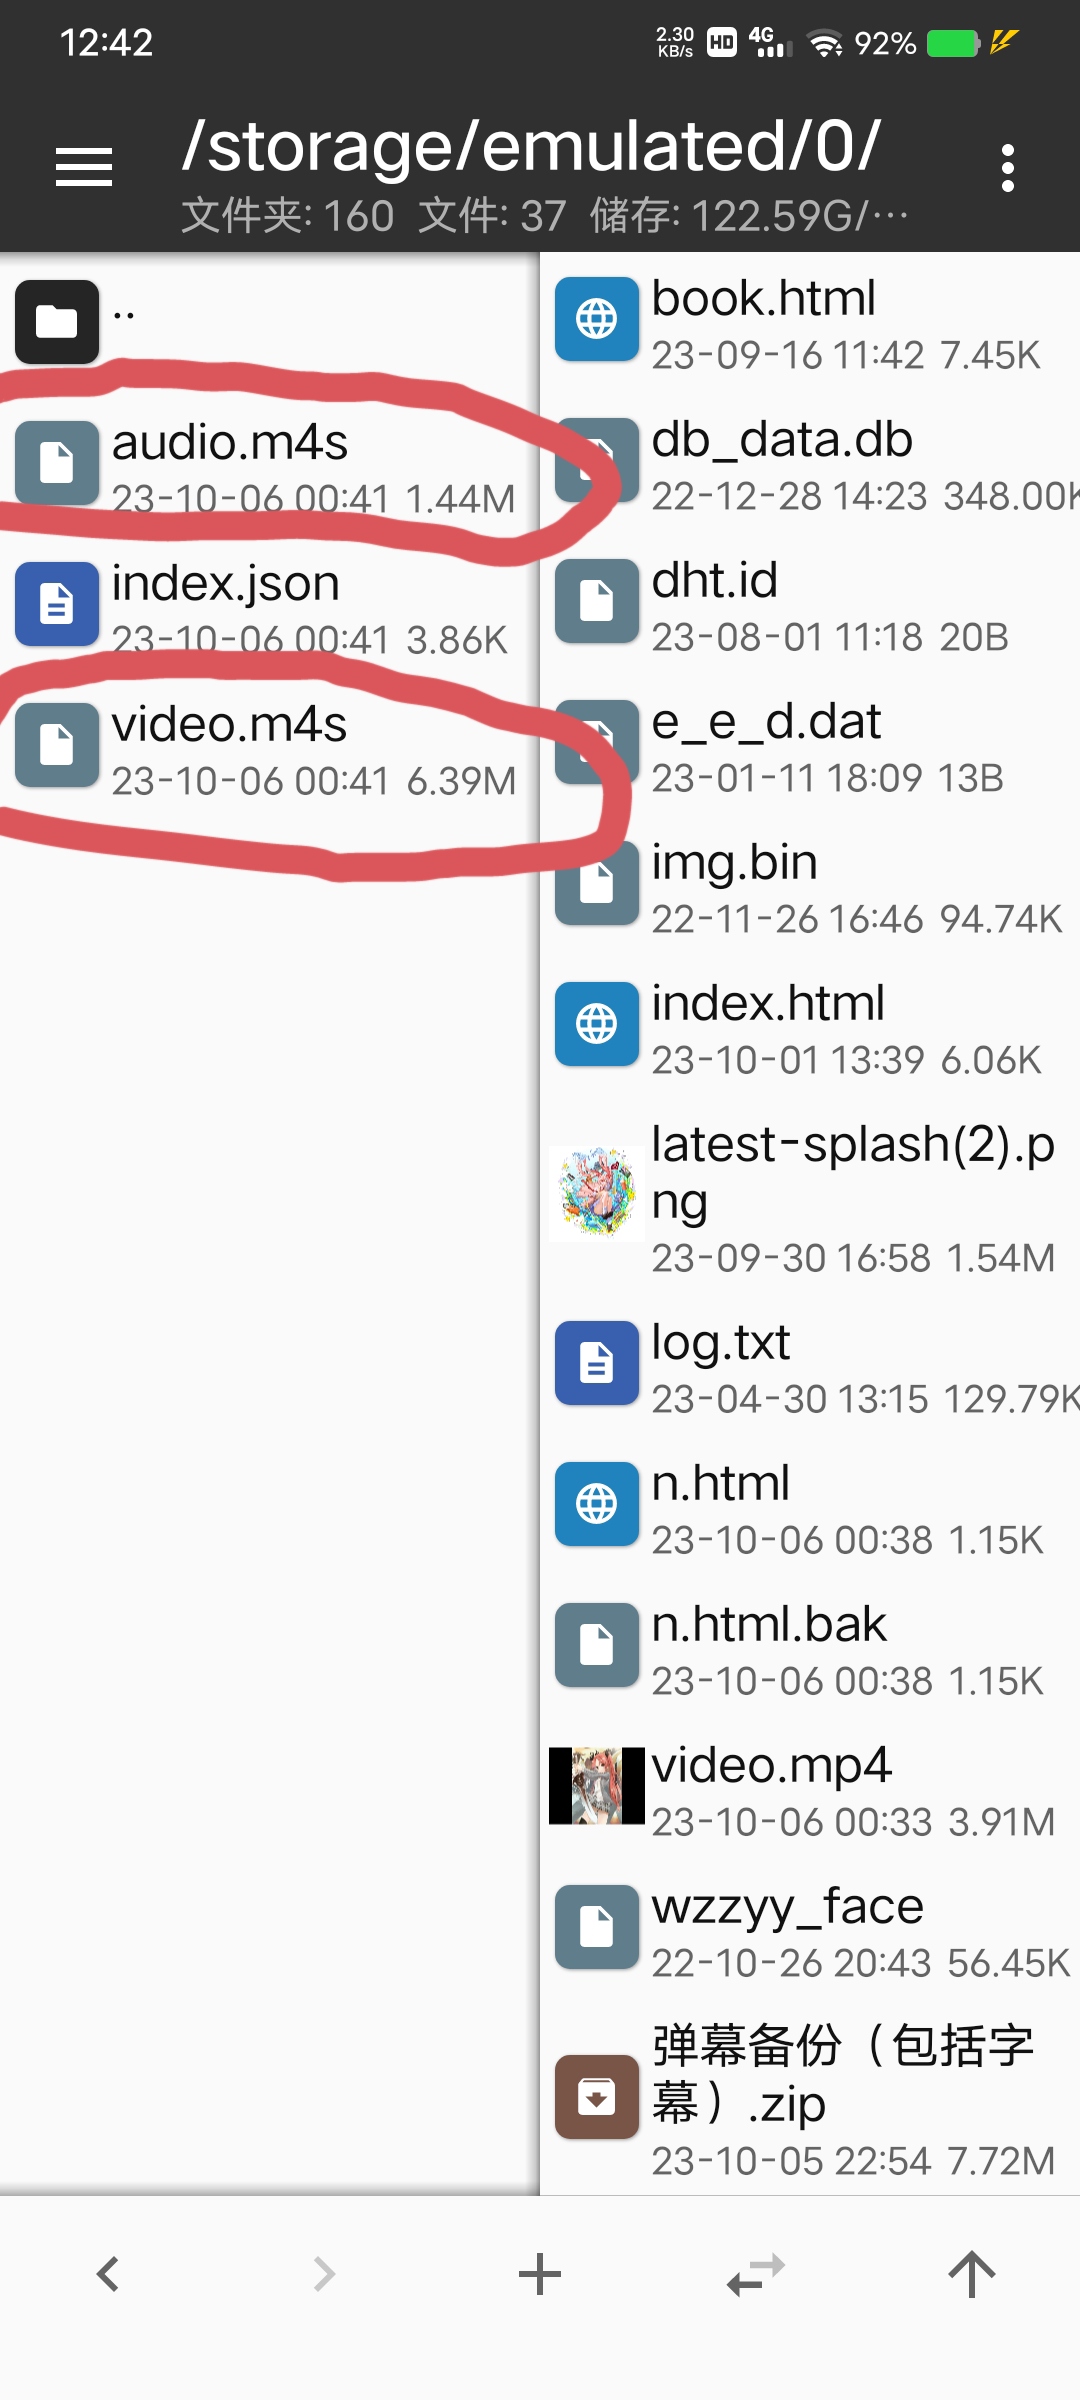 12:42
2.30
KB/s
HD
4G
92%
/storage/emulated/0/
文件夹: 160 文件: 37 储存: 122.59G/···
..
audio.m4s
23-10-06 00:41 1.44M
index.json
23-10-06 00:41 3.86K
video.m4s
23-10-06 00:41 6.39M
book.html
23-09-16 11:42 7.45K
db_data.db
22-12-28 14:23 348.00K
dht.id
23-08-01 11:18 20B
e_e_d.dat
23-01-11 18:09 13B
img.bin
22-11-26 16:46 94.74K
index.html
23-10-01 13:39 6.06K
latest-splash(2).p
ng
23-09-30 16:58 1.54M
log.txt
23-04-30 13:15 129.79K
n.html
23-10-06 00:38 1.15K
n.html.bak
23-10-06 00:38 1.15K
video.mp4
23-10-06 00:33 3.91M
wzzyy_face
22-10-26 20:43 56.45K
弹幕备份（包括字
幕）.zip
23-10-05 22:54 7.72M